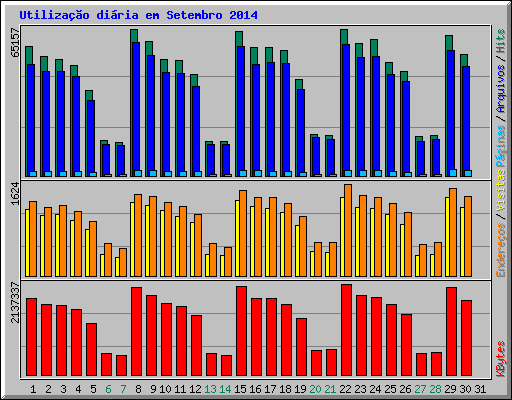 Utilização diária em Setembro 2014
65157
1624
2137337
Endereços / Visitas Páginas / Arquivos / Hits
KBytes
1 2 3 4 5 6 7 8 9 10 11 12 13 14 15 16 17 18 19 20 21 22 23 24 25 26 27 28 29 30 31